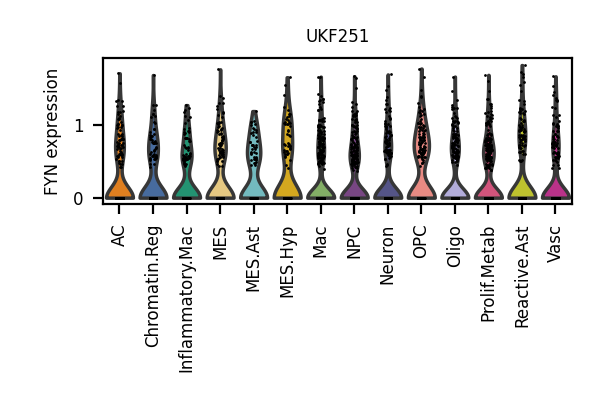 UKF251
FYN expression
1
0
AC
Chromatin.Reg
Inflammatory.Mac
MES
MES.Ast
MES.Hyp
Mac
NPC
Neuron
OPC
Oligo
Prolif.Metab
Reactive.Ast
Vasc